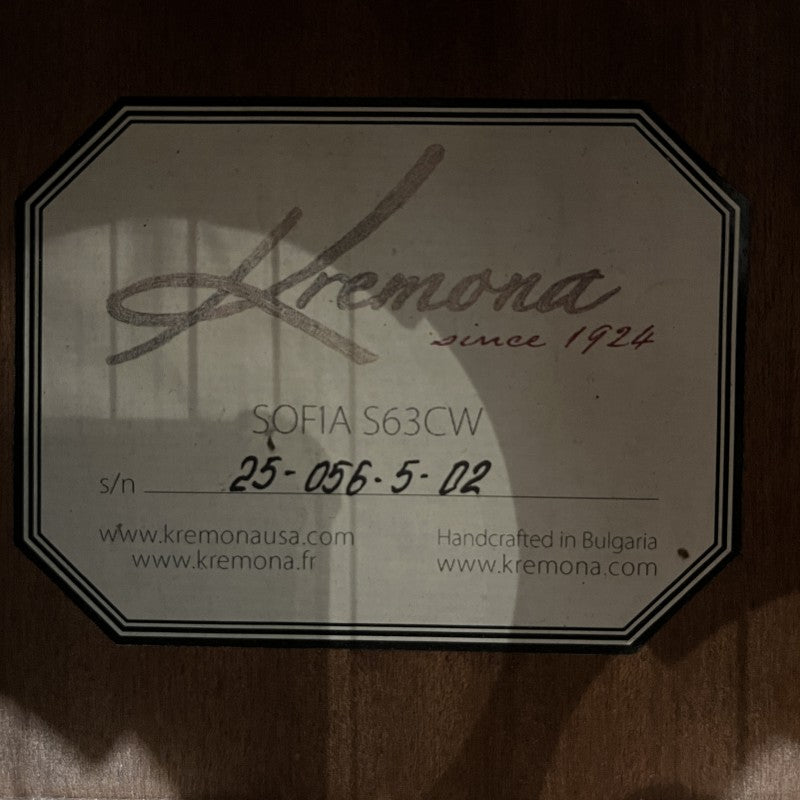 Kremona
since 1924
SOFIA S63CW
s/n 25-056-5-02
www.kremonausa.com
www.kremona.fr
Handcrafted in Bulgaria
www.kremona.com